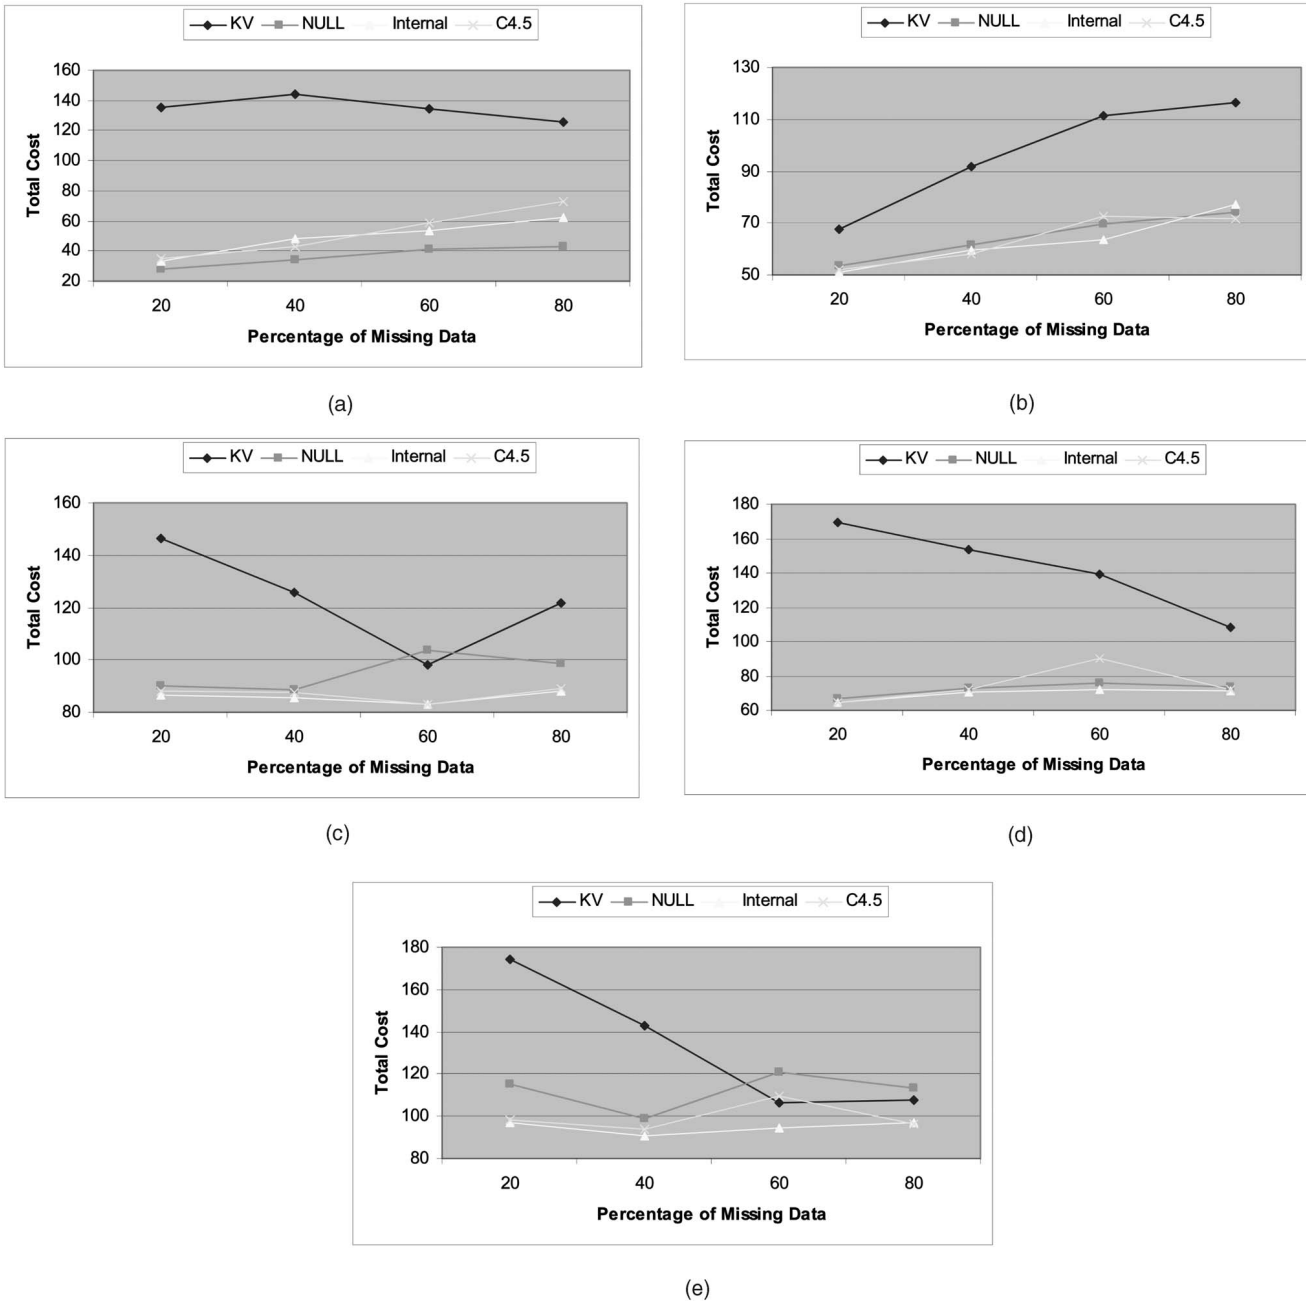 KV NULL Internal C4.5
160
140
120
100
80
60
40
20
Total Cost
20 40 60 80
Percentage of Missing Data
(a)
KV NULL Internal C4.5
130
110
90
70
50
Total Cost
20 40 60 80
Percentage of Missing Data
(b)
KV NULL Internal C4.5
160
140
120
100
80
Total Cost
20 40 60 80
Percentage of Missing Data
(c)
KV NULL Internal C4.5
180
160
140
120
100
80
60
Total Cost
20 40 60 80
Percentage of Missing Data
(d)
KV NULL Internal C4.5
180
160
140
120
100
80
Total Cost
20 40 60 80
Percentage of Missing Data
(e)